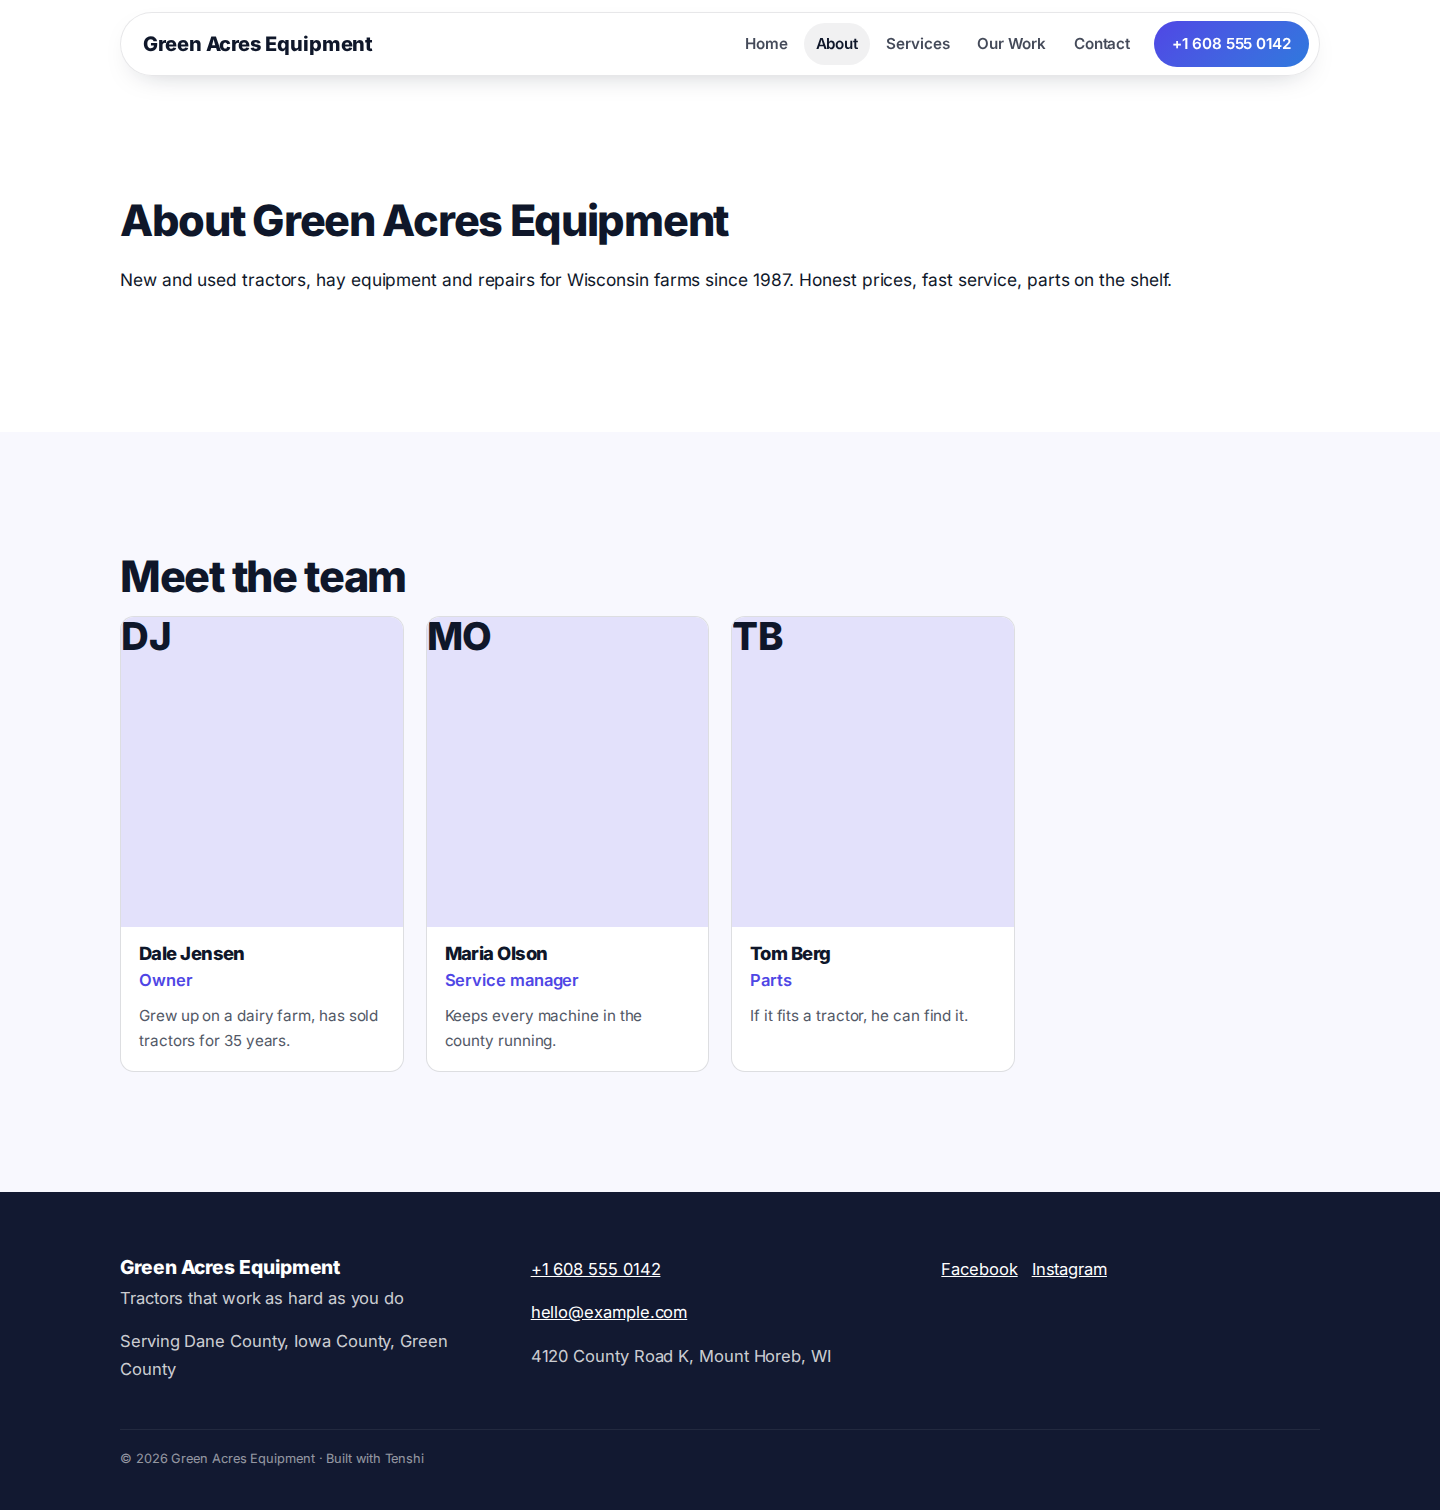 Green Acres Equipment
Home
About
Services
Our Work
Contact
+1 608 555 0142
About Green Acres Equipment
New and used tractors, hay equipment and repairs for Wisconsin farms since 1987. Honest prices, fast service, parts on the shelf.
Meet the team
DJ
Dale Jensen
Owner
Grew up on a dairy farm, has sold
tractors for 35 years.
MO
Maria Olson
Service manager
Keeps every machine in the
county running.
TB
Tom Berg
Parts
If it fits a tractor, he can find it.
Green Acres Equipment
Tractors that work as hard as you do
Serving Dane County, Iowa County, Green
County
+1 608 555 0142
hello@example.com
4120 County Road K, Mount Horeb, WI
Facebook
Instagram
© 2026 Green Acres Equipment · Built with Tenshi